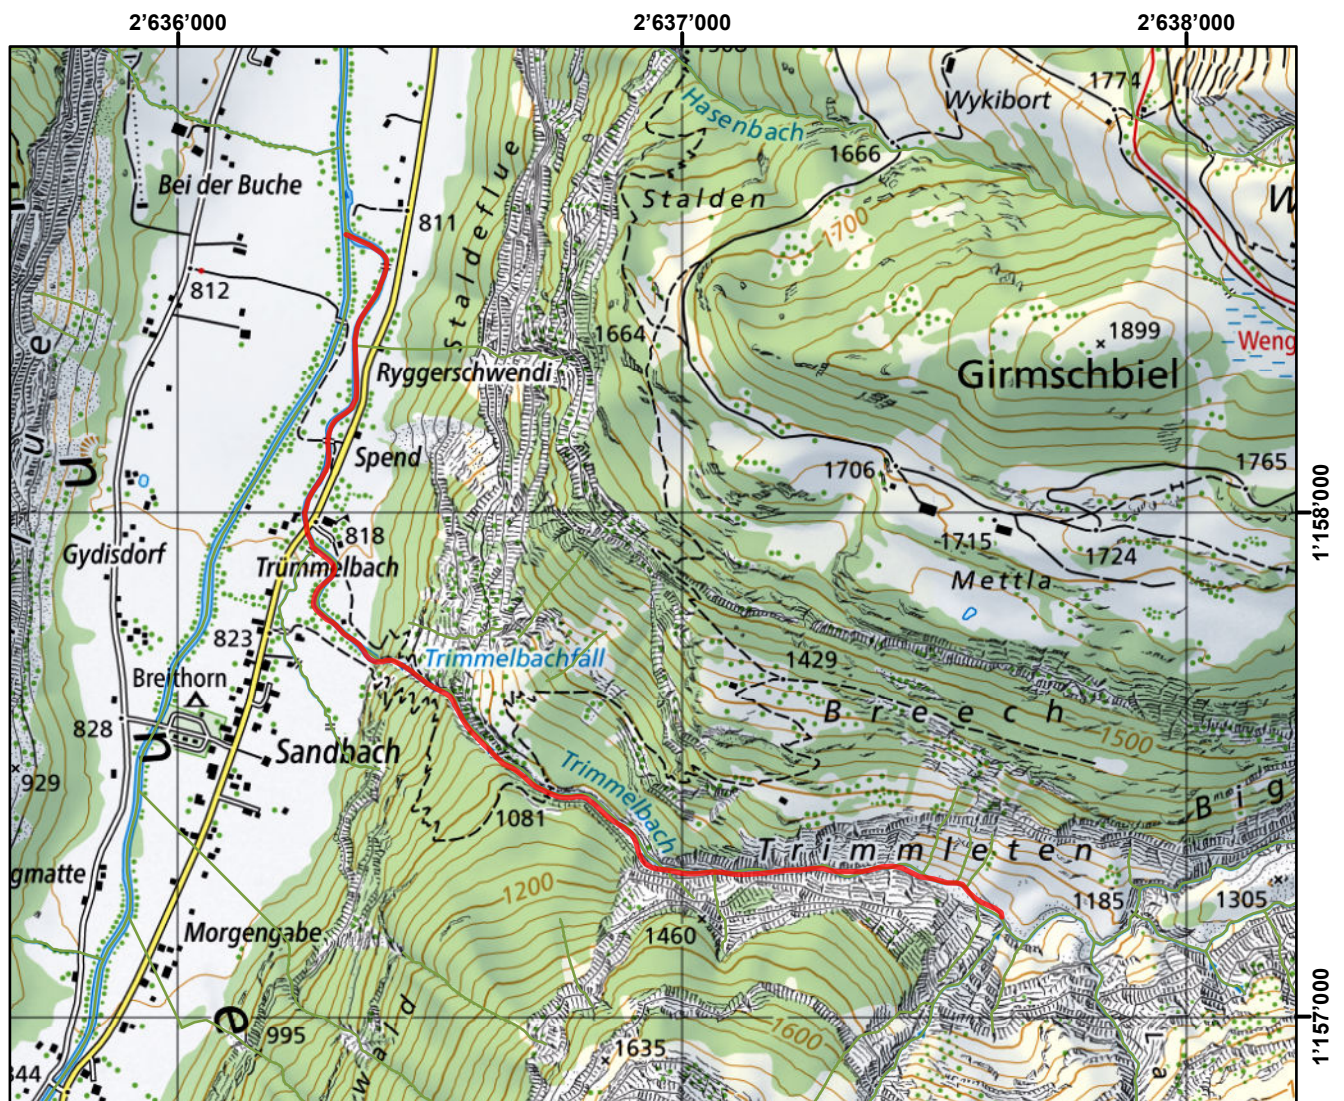 2’636’000
2’637’000
2’638’000
1774
Wykibort
Hasenbach
1666
Bei der Buche
Stalden
W
811
Staldeflue
1700
812
1664
1899
Weng
Girmschbiel
Ryggerschwendi
Spend
1706
1765
1’158’000
818
Gydisdorf
1715
1724
Trümmelbach
Mettla
823
Trimmelbachfäll
1429
Breithorn
Breech
828
1500
Sandbach
929
Trimmelbach
Big
1081
Trimmleten
gmatte
1200
1185
1305
Morgengabe
1460
e
995
1600
1’157’000
1635
wald
La